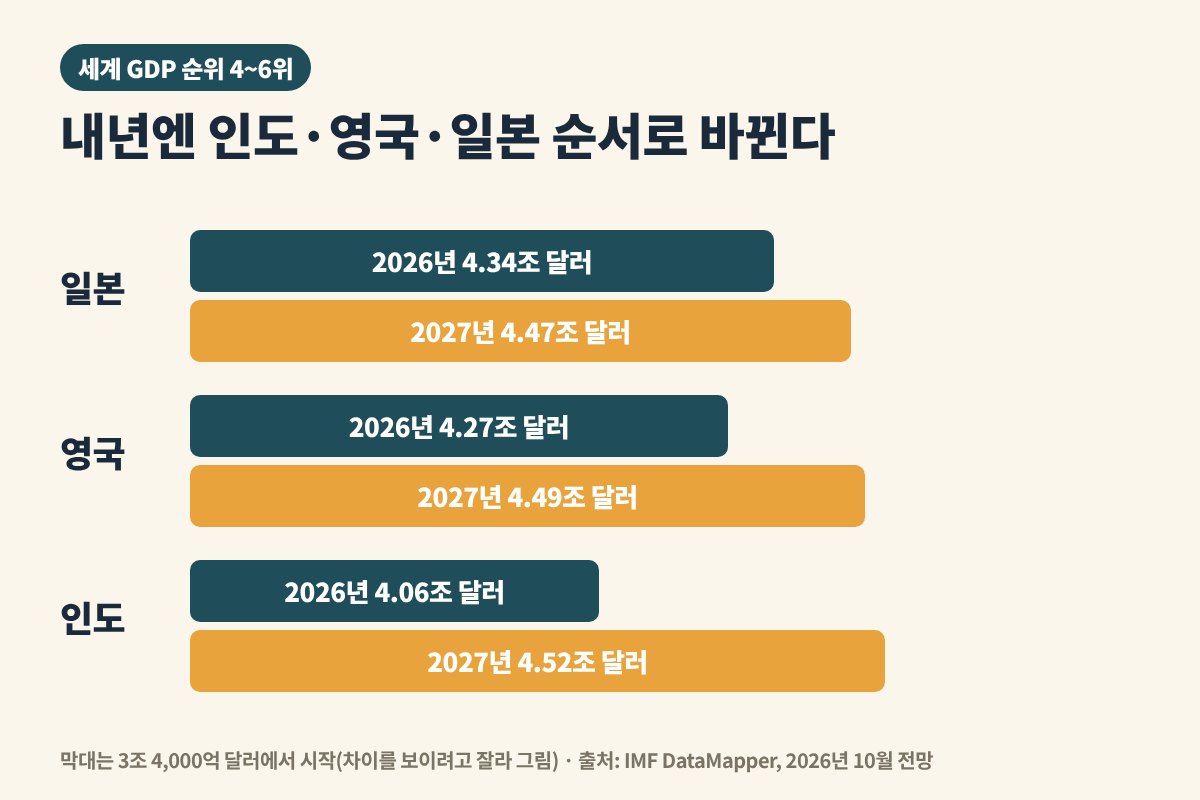 세계 GDP 순위 4~6위
내년엔 인도·영국·일본 순서로 바뀐다
일본
2026년 4.34조 달러
2027년 4.47조 달러
영국
2026년 4.27조 달러
2027년 4.49조 달러
인도
2026년 4.06조 달러
2027년 4.52조 달러
막대는 3조 4,000억 달러에서 시작(차이를 보이려고 잘라 그림) · 출처: IMF DataMapper, 2026년 10월 전망